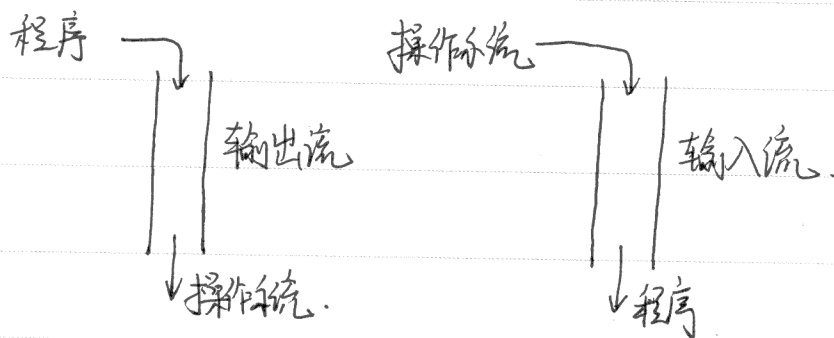 程序
操作系统
输出流
输入流.
操作系统.
程序